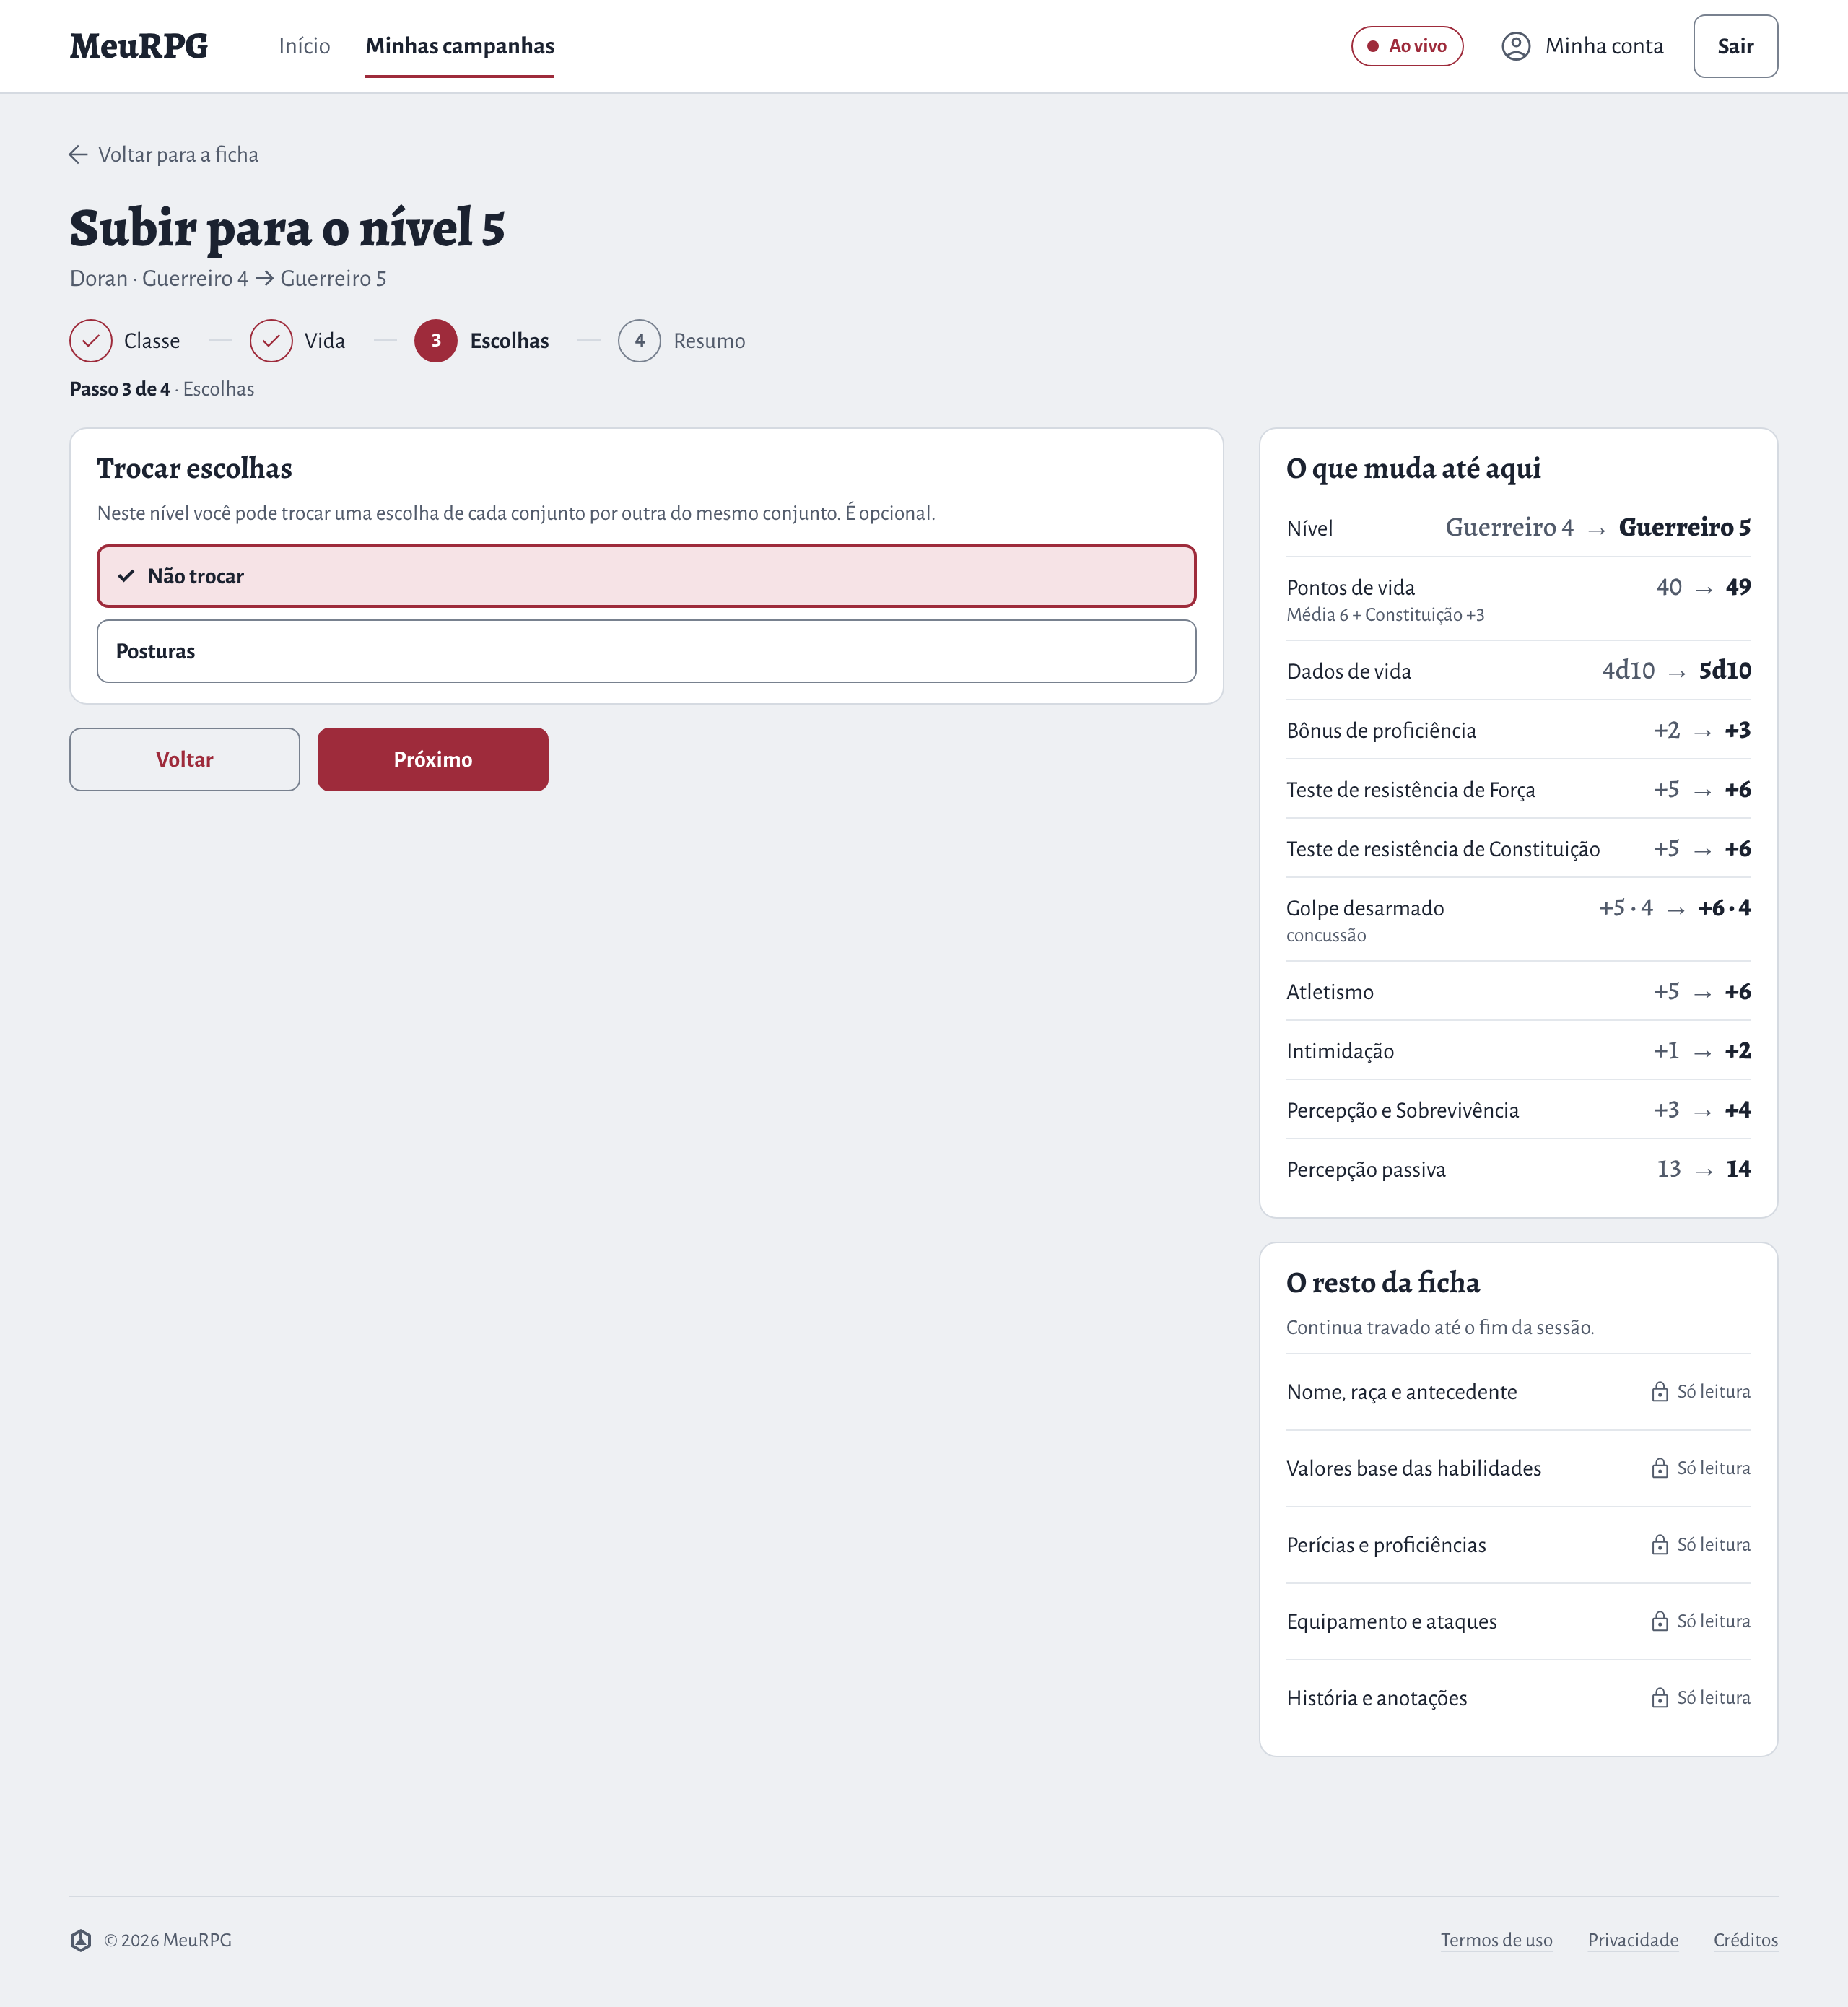 MeuRPG
Início
Minhas campanhas
Ao vivo
Minha conta
Sair
← Voltar para a ficha
Subir para o nível 5
Doran · Guerreiro 4 → Guerreiro 5
Classe
Vida
3 Escolhas
4 Resumo
Passo 3 de 4 · Escolhas
Trocar escolhas
Neste nível você pode trocar uma escolha de cada conjunto por outra do mesmo conjunto. É opcional.
Não trocar
Posturas
Voltar
Próximo
O que muda até aqui
Nível Guerreiro 4 → Guerreiro 5
Pontos de vida 40 → 49
Média 6 + Constituição +3
Dados de vida 4d10 → 5d10
Bônus de proficiência +2 → +3
Teste de resistência de Força +5 → +6
Teste de resistência de Constituição +5 → +6
Golpe desarmado +5 · 4 → +6 · 4
concussão
Atletismo +5 → +6
Intimidação +1 → +2
Percepção e Sobrevivência +3 → +4
Percepção passiva 13 → 14
O resto da ficha
Continua travado até o fim da sessão.
Nome, raça e antecedente Só leitura
Valores base das habilidades Só leitura
Perícias e proficiências Só leitura
Equipamento e ataques Só leitura
História e anotações Só leitura
© 2026 MeuRPG
Termos de uso
Privacidade
Créditos